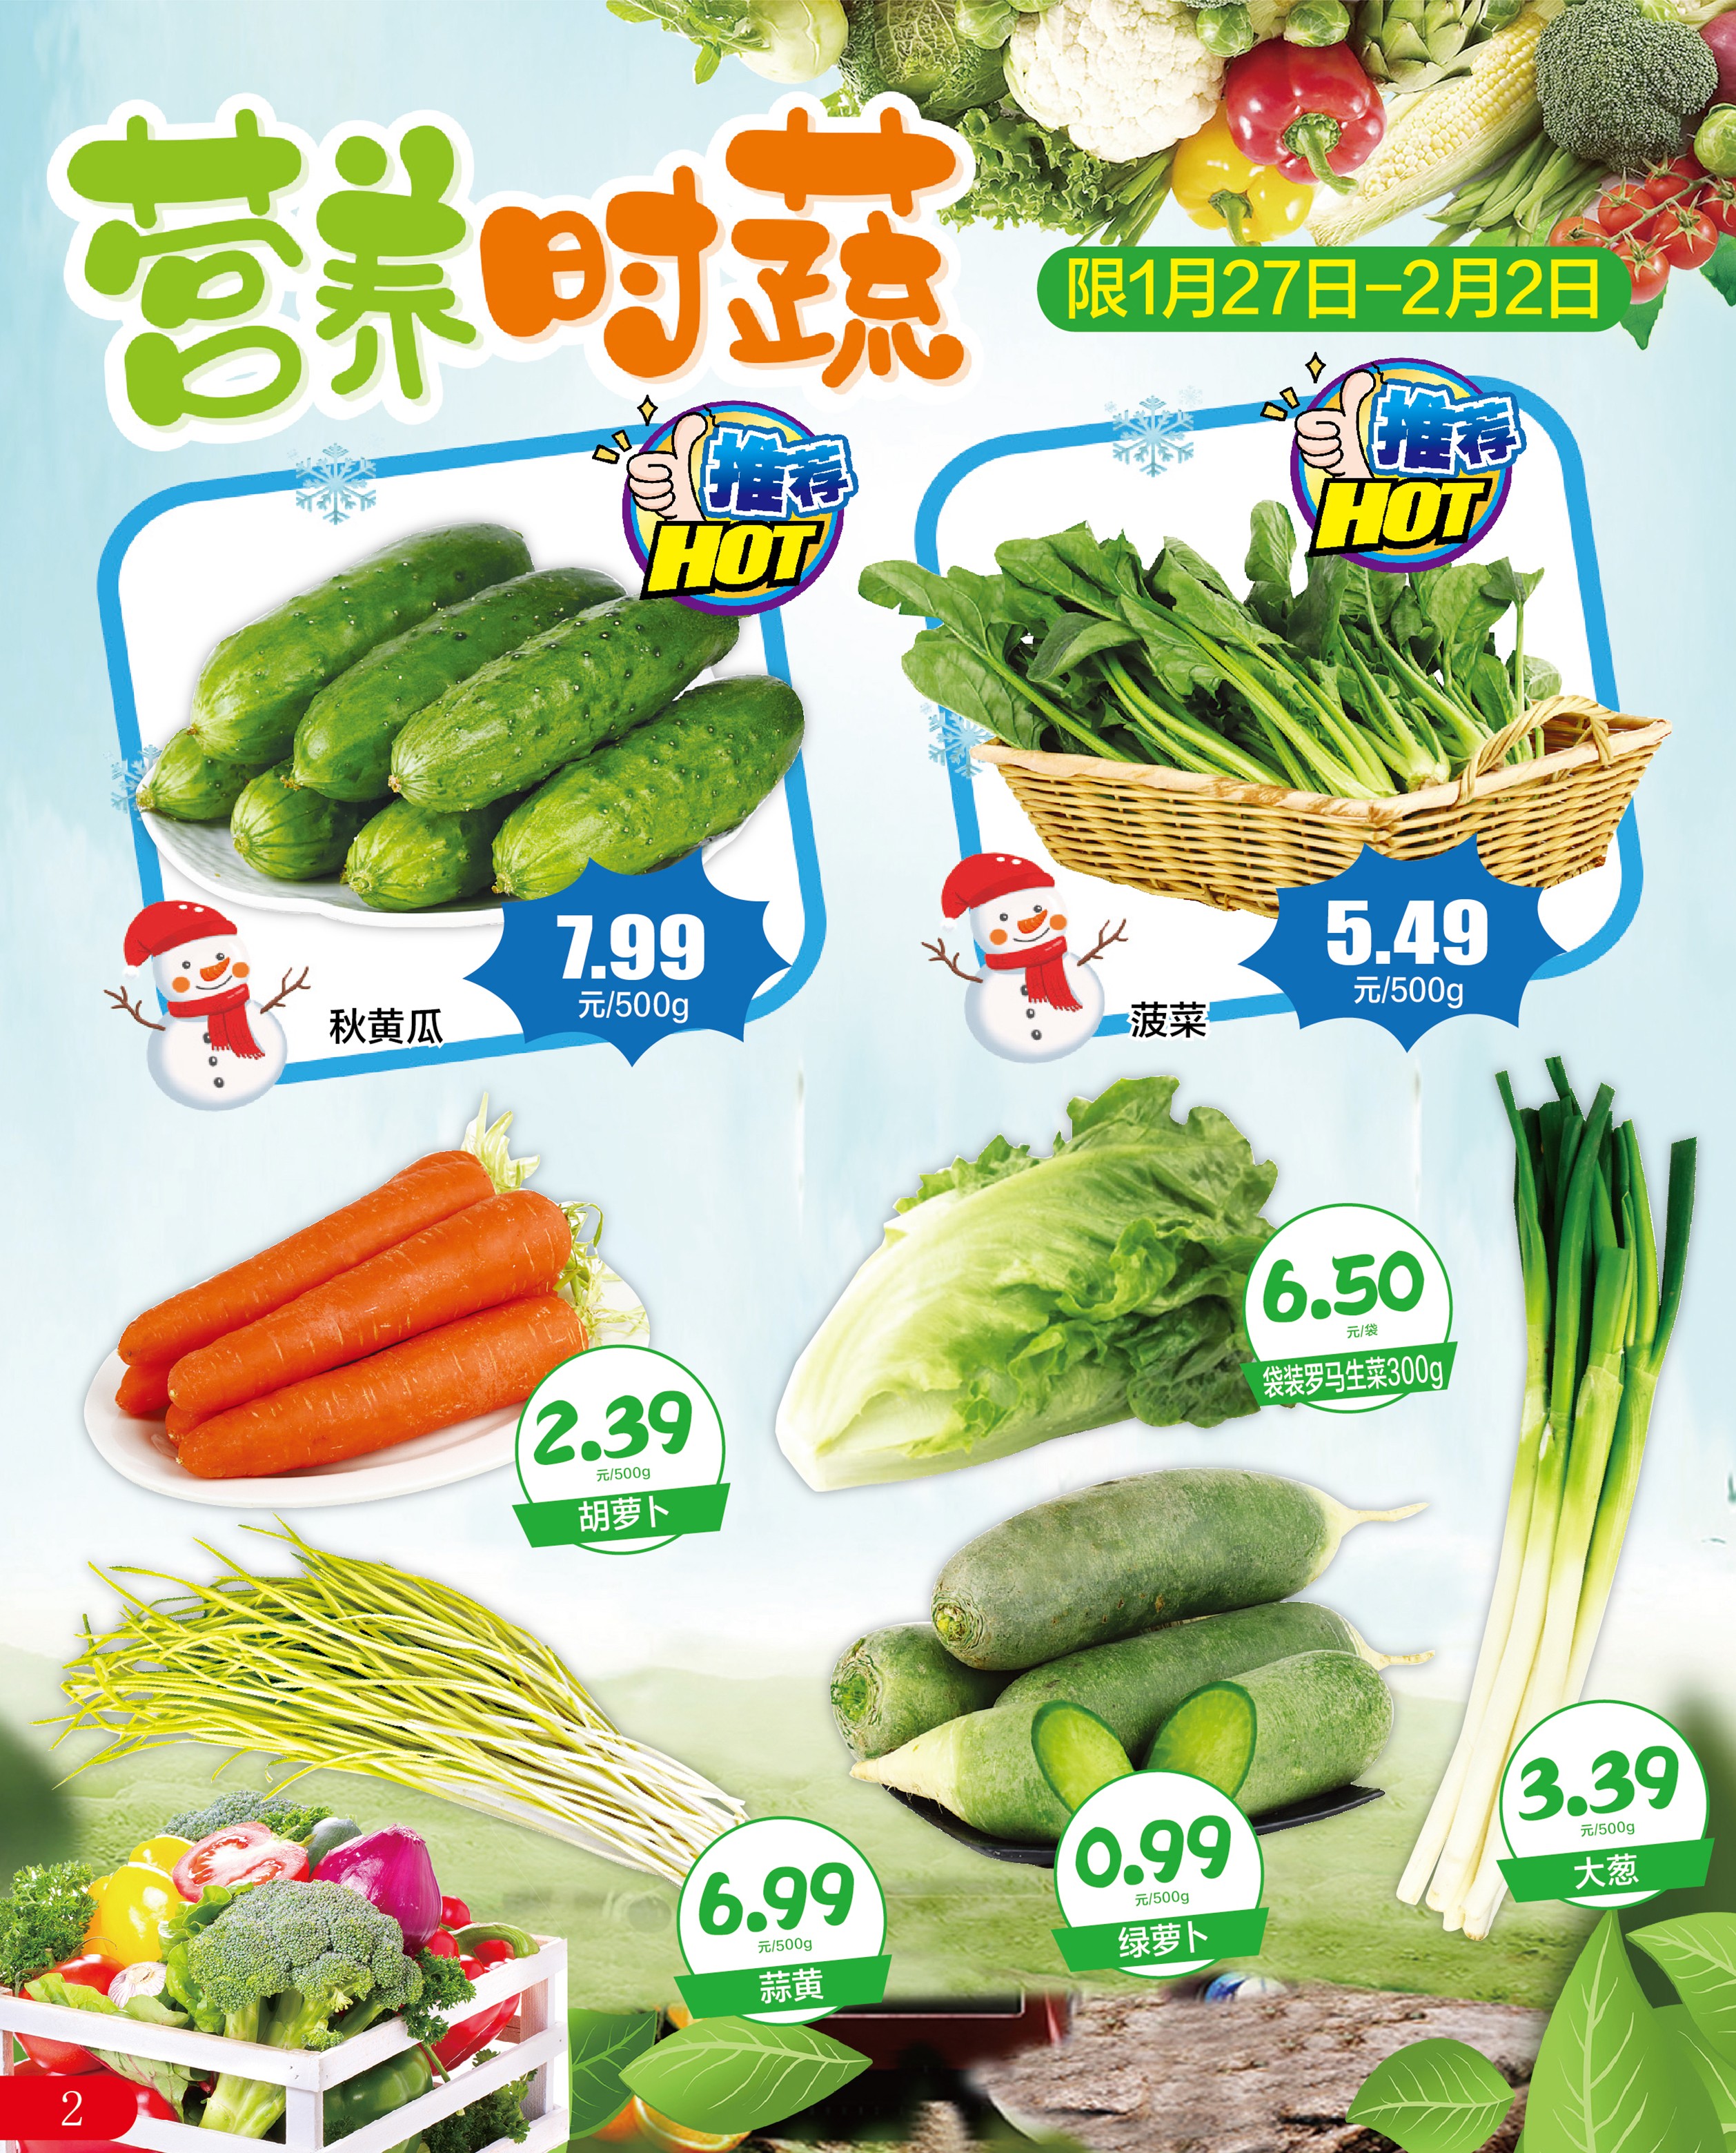 营养时蔬
限1月27日-2月2日
推荐
HOT
推荐
HOT
7.99
元/500g
秋黄瓜
5.49
元/500g
菠菜
6.50
元/袋
袋装罗马生菜300g
2.39
元/500g
胡萝卜
3.39
元/500g
大葱
0.99
元/500g
绿萝卜
6.99
元/500g
蒜黄
2